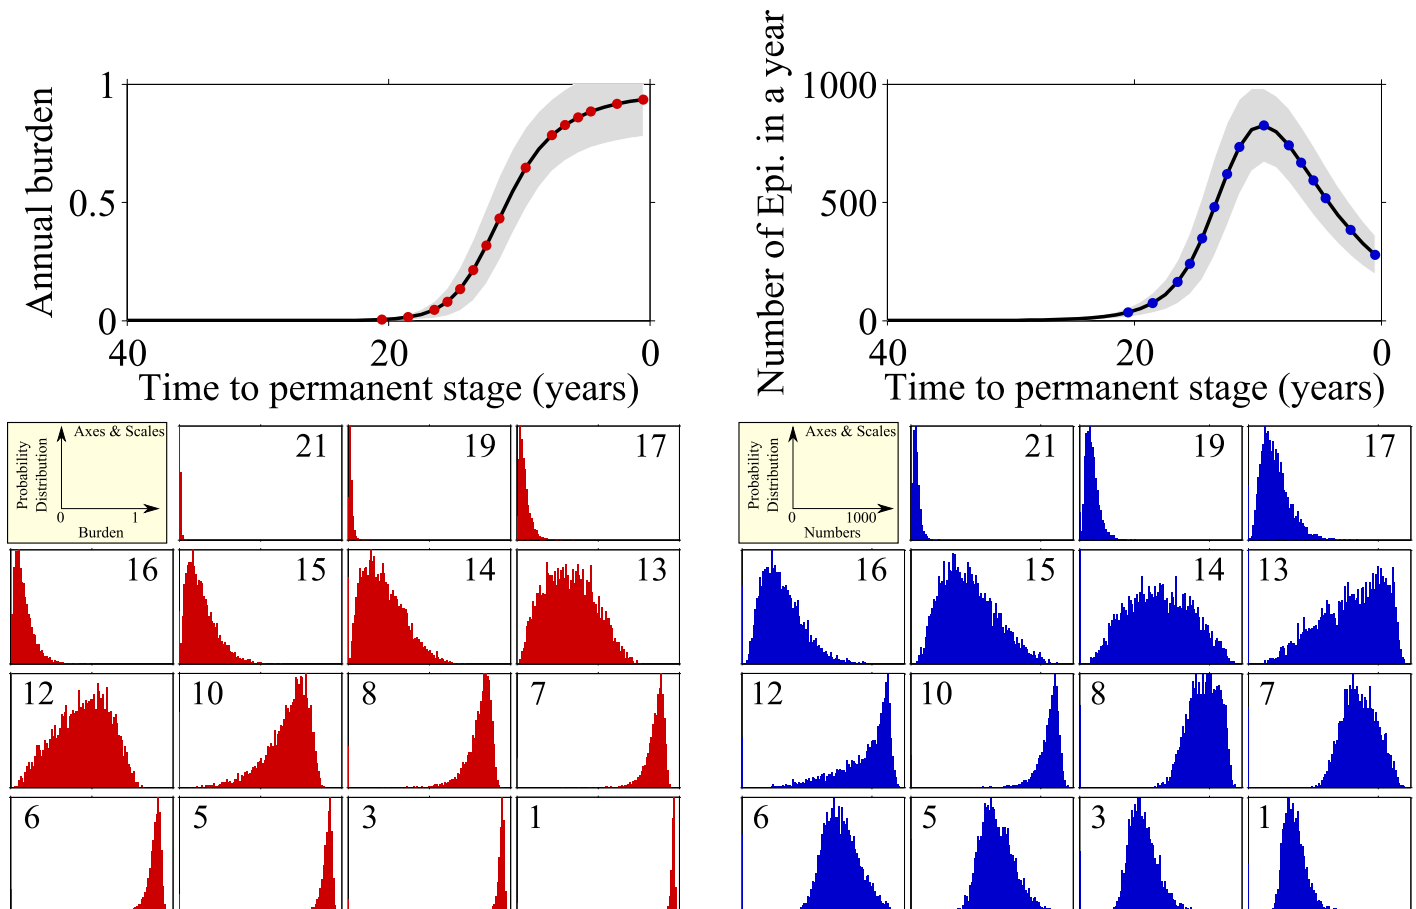 Annual burden
1
0.5
0
40 20 0
Time to permanent stage (years)
Number of Epi. in a year
1000
500
0
40 20 0
Time to permanent stage (years)
Axes & Scales
Probability
Distribution
0 1
Burden
21 19 17
16 15 14 13
12 10 8 7
6 5 3 1
Axes & Scales
Probability
Distribution
0 1000
Numbers
21 19 17
16 15 14 13
12 10 8 7
6 5 3 1